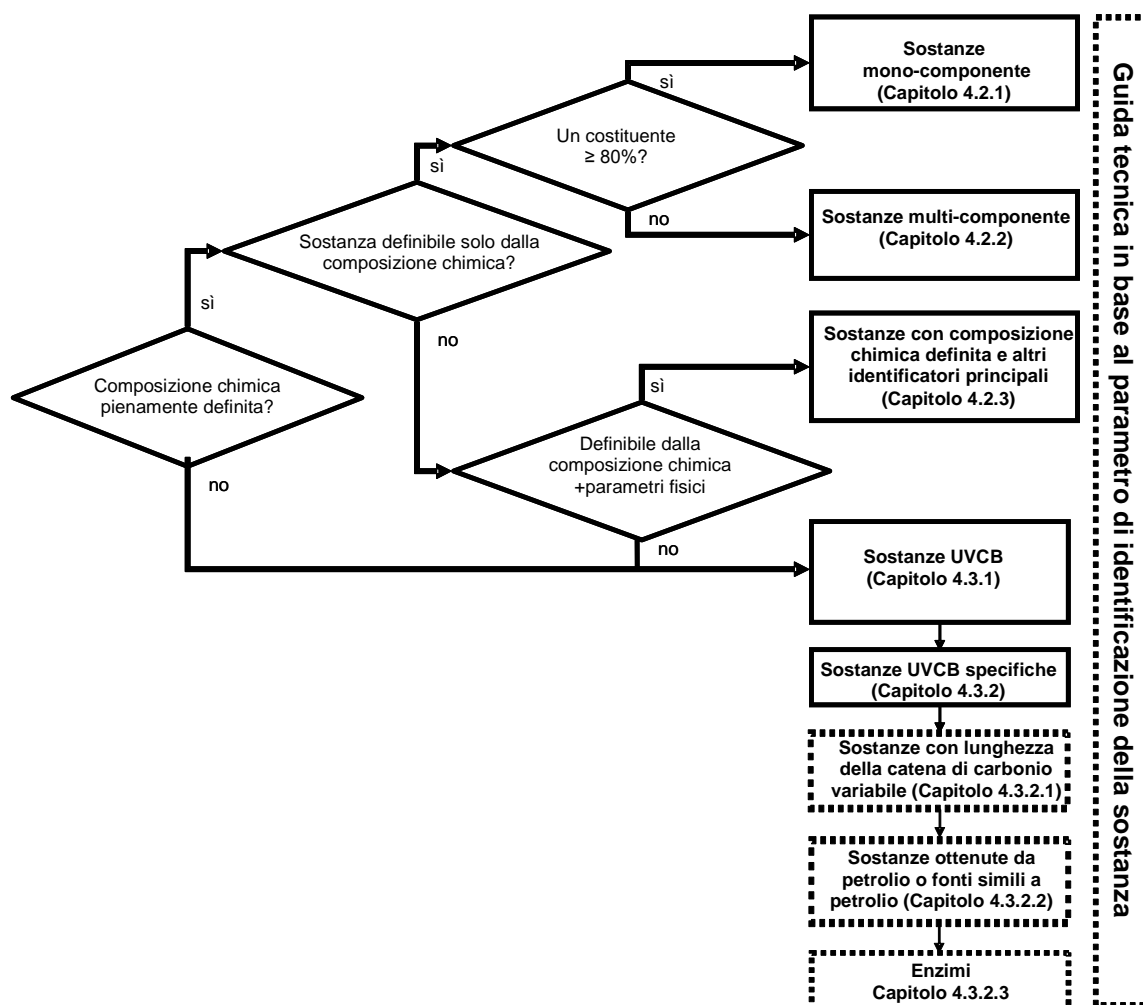 Sostanze
mono-componente
(Capitolo 4.2.1)
sì
Un costituente
≥ 80%?
sì
no
Sostanze multi-componente
(Capitolo 4.2.2)
Sostanza definibile solo dalla
composizione chimica?
sì
no
Sostanze con composizione
chimica definita e altri
identificatori principali
(Capitolo 4.2.3)
Composizione chimica
pienamente definita?
sì
Definibile dalla
composizione chimica
+parametri fisici
no
no
Sostanze UVCB
(Capitolo 4.3.1)
Sostanze UVCB specifiche
(Capitolo 4.3.2)
Sostanze con lunghezza
della catena di carbonio
variabile (Capitolo 4.3.2.1)
Sostanze ottenute da
petrolio o fonti simili a
petrolio (Capitolo 4.3.2.2)
Enzimi
Capitolo 4.3.2.3
Guida tecnica in base al parametro di identificazione della sostanza